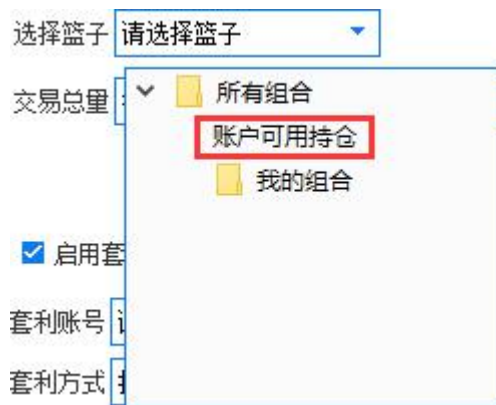 选择篮子 请选择篮子
交易总量
所有组合
账户可用持仓
我的组合
启用套
套利账号
套利方式